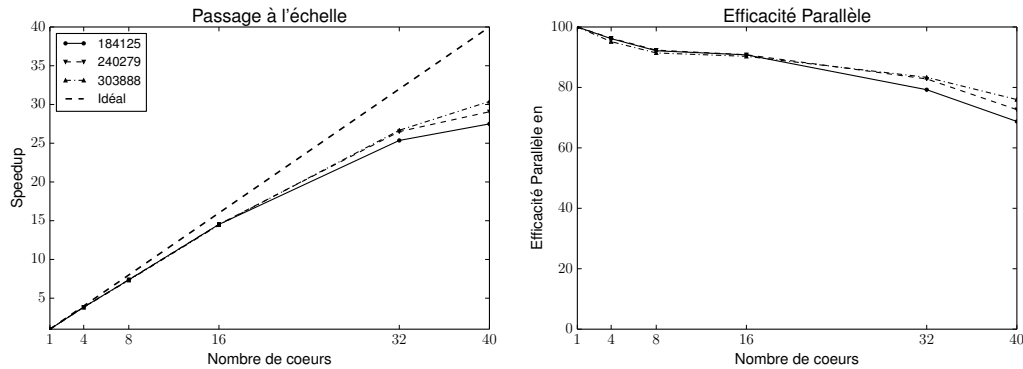 Passage à l'échelle
40
35
30
25
20
15
10
5
Speedup
184125
240279
303888
Idéal
1 4 8 16 32 40
Nombre de coeurs
Efficacité Parallèle
100
80
60
40
20
0
Efficacité Parallèle en
1 4 8 16 32 40
Nombre de coeurs